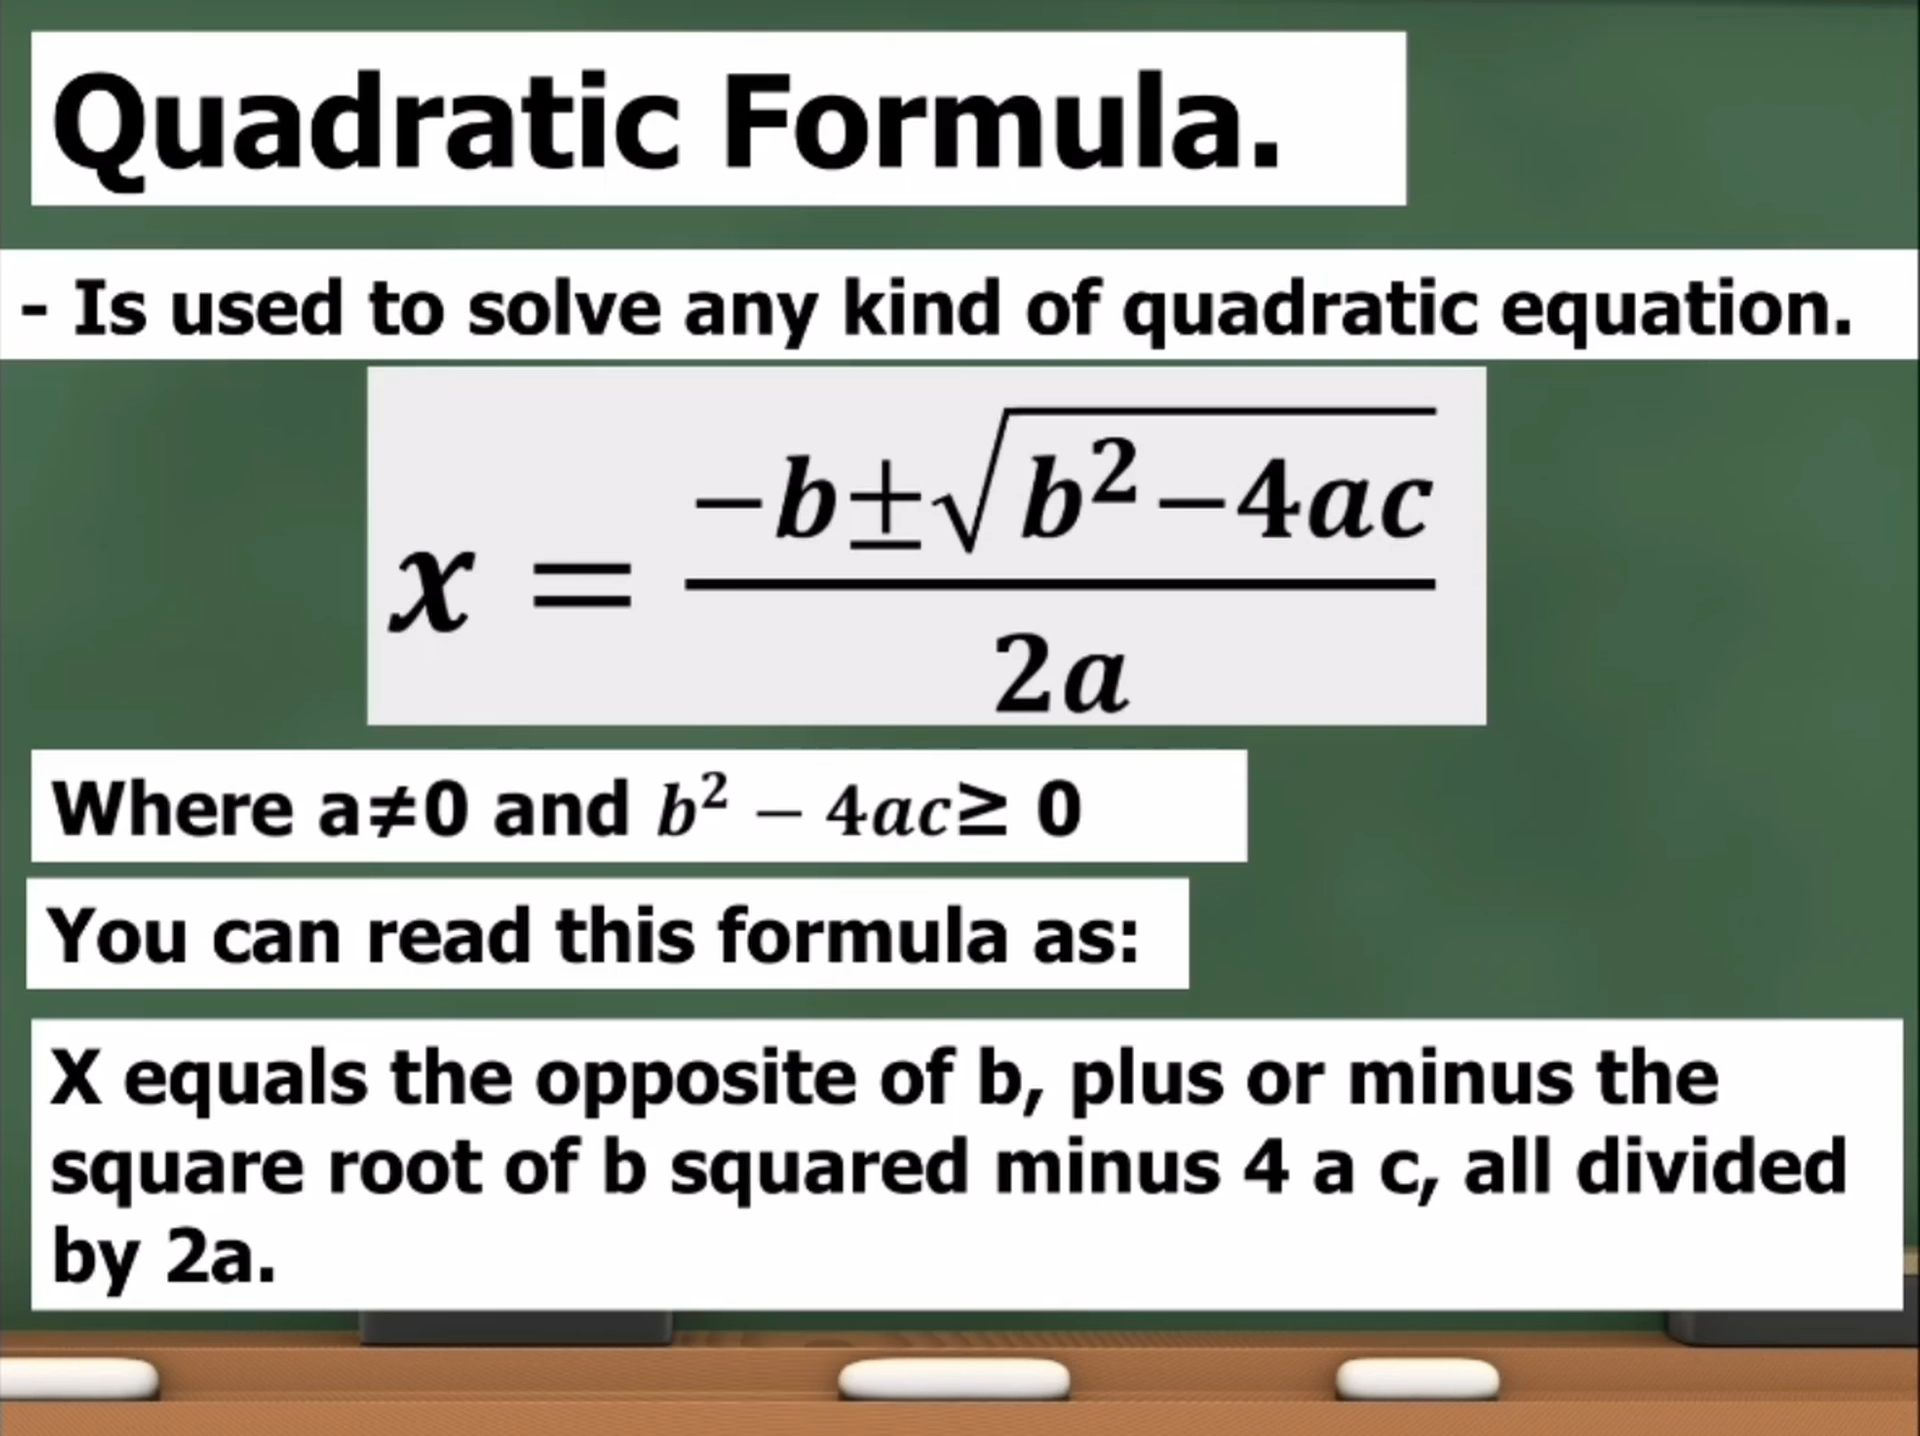 Quadratic Formula.
- Is used to solve any kind of quadratic equation.
x = \frac{-b±\sqrt{b²-4ac}}{2a}
Where a≠0 and b² – 4ac≥ 0
You can read this formula as:
X equals the opposite of b, plus or minus the
square root of b squared minus 4 a c, all divided
by 2a.